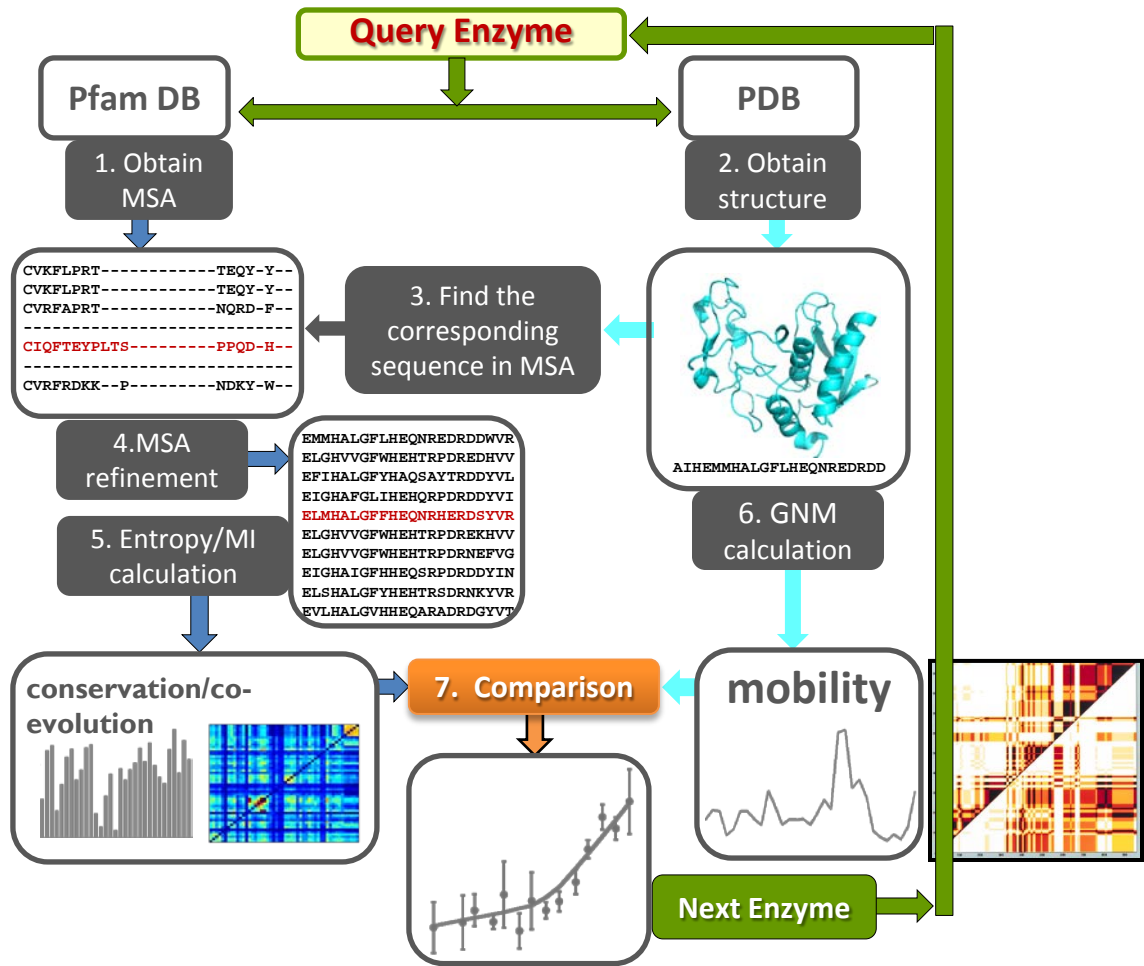 Query Enzyme
Pfam DB
PDB
1. Obtain
MSA
2. Obtain
structure
CVKFLPRT------------TEQY-Y--
CVKFLPRT------------TEQY-Y--
CVRFAPRT------------NQRD-F--
----------------------------
CIQFTEYPLTS---------PPQD-H--
----------------------------
CVRFRDKK--P---------NDKY-W--
3. Find the
corresponding
sequence in MSA
AIHEMMHALGFLHEQNREDRDD
4.MSA
refinement
EMMHALGFLHEQNREDRDDWVR
ELGHVVGFWHEHTRPDREDHVV
EFIHALGFYHAQSAYTRDDYVL
EIGHAFGLIHEHQRPDRDDYVI
ELMHALGFFHEQNRHERDSYVR
ELGHVVGFWHEHTRPDREKHVV
ELGHVVGFWHEHTRPDRNEFVG
EIGHAIGFHHEQSRPDRDDYIN
ELSHALGFYHEHTRSDRNKYVR
EVLHALGVHHEQARADRDGYVT
5. Entropy/MI
calculation
6. GNM
calculation
conservation/co-
evolution
7. Comparison
mobility
Next Enzyme